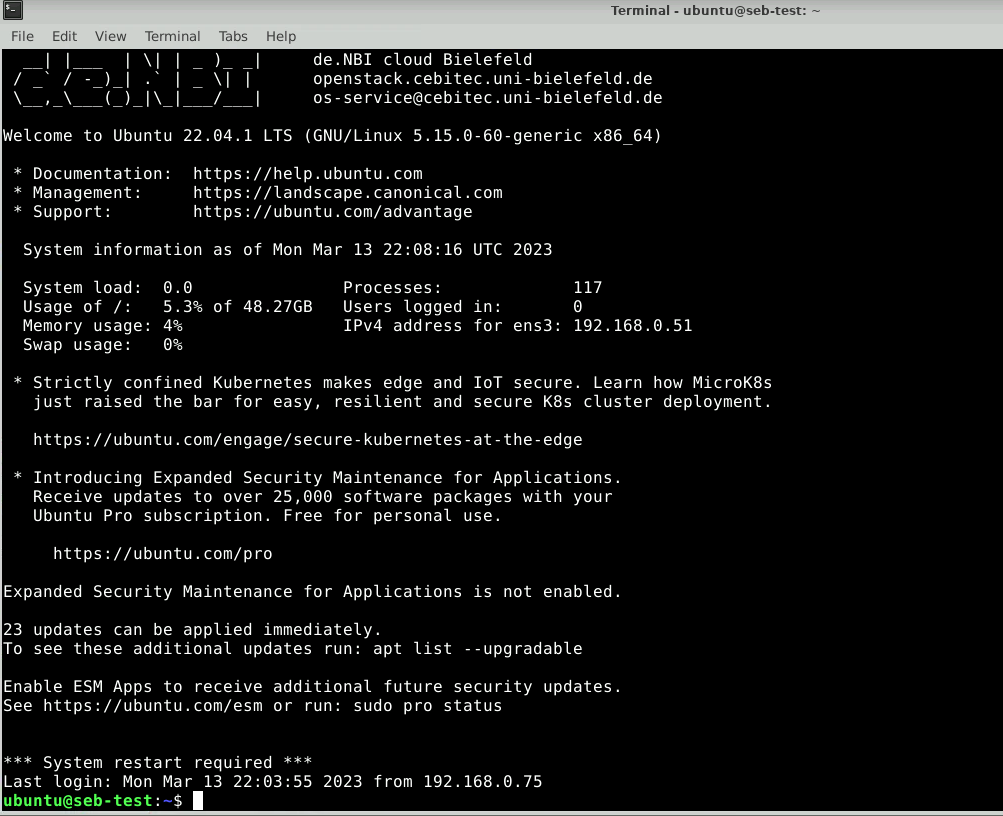 Terminal - ubuntu@seb-test: ~
File Edit View Terminal Tabs Help
  __| |___  | \| | _ )_ _|     de.NBI cloud Bielefeld
 / _` / -_)_| .` | _ \| |      openstack.cebitec.uni-bielefeld.de
 \__,_\___(_)_|\_|___/___|     os-service@cebitec.uni-bielefeld.de
Welcome to Ubuntu 22.04.1 LTS (GNU/Linux 5.15.0-60-generic x86_64)
 * Documentation:  https://help.ubuntu.com
 * Management:     https://landscape.canonical.com
 * Support:        https://ubuntu.com/advantage
  System information as of Mon Mar 13 22:08:16 UTC 2023
  System load:  0.0               Processes:             117
  Usage of /:   5.3% of 48.27GB   Users logged in:       0
  Memory usage: 4%                IPv4 address for ens3: 192.168.0.51
  Swap usage:   0%
 * Strictly confined Kubernetes makes edge and IoT secure. Learn how MicroK8s
   just raised the bar for easy, resilient and secure K8s cluster deployment.
   https://ubuntu.com/engage/secure-kubernetes-at-the-edge
 * Introducing Expanded Security Maintenance for Applications.
   Receive updates to over 25,000 software packages with your
   Ubuntu Pro subscription. Free for personal use.
     https://ubuntu.com/pro
Expanded Security Maintenance for Applications is not enabled.
23 updates can be applied immediately.
To see these additional updates run: apt list --upgradable
Enable ESM Apps to receive additional future security updates.
See https://ubuntu.com/esm or run: sudo pro status
*** System restart required ***
Last login: Mon Mar 13 22:03:55 2023 from 192.168.0.75
ubuntu@seb-test:~$